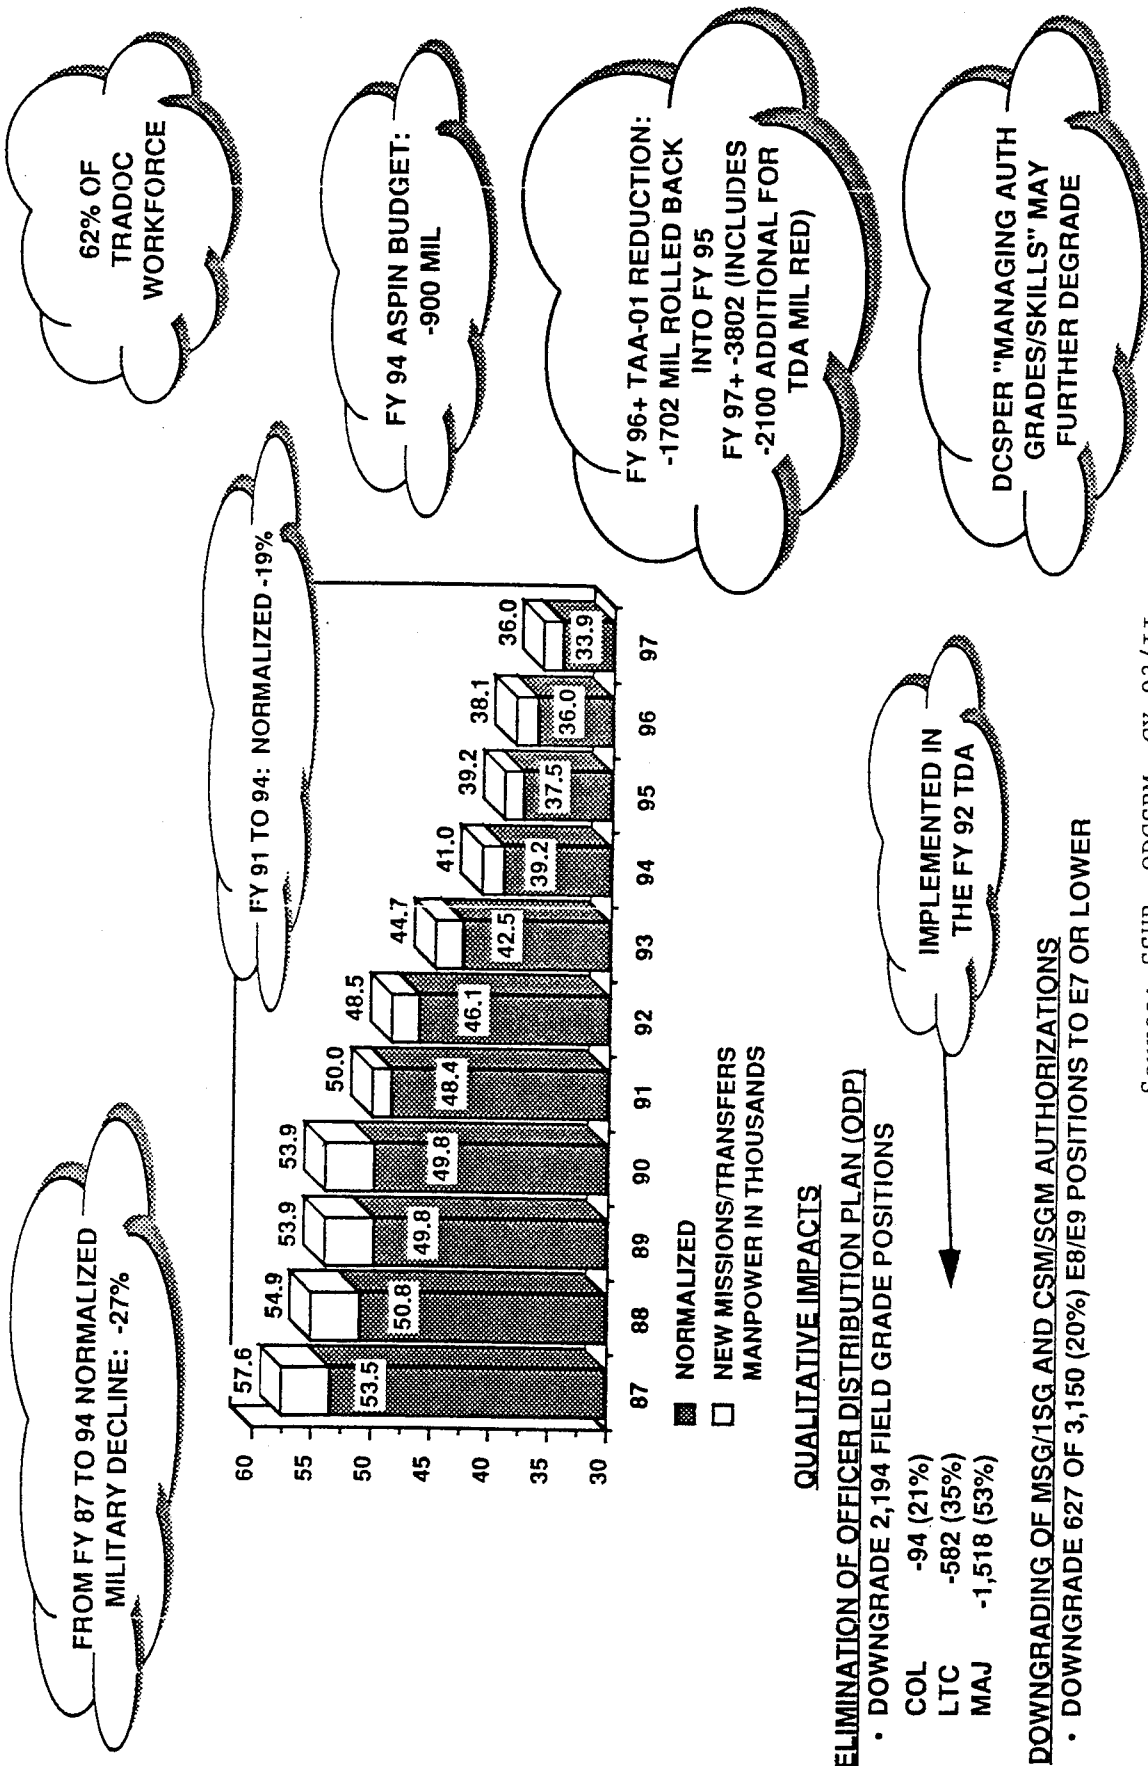 FROM FY 87 TO 94 NORMALIZED
MILITARY DECLINE: -27%
FY 91 TO 94: NORMALIZED -19%
62% OF
TRADOC
WORKFORCE
FY 94 ASPIN BUDGET:
-900 MIL
FY 96+ TAA-01 REDUCTION:
-1702 MIL ROLLED BACK
INTO FY 95
FY 97+ -3802 (INCLUDES
-2100 ADDITIONAL FOR
TDA MIL RED)
DCSPER "MANAGING AUTH
GRADES/SKILLS" MAY
FURTHER DEGRADE
60
55
50
45
40
35
30
57.6
54.9
53.9
53.9
50.0
48.5
44.7
41.0
39.2
38.1
36.0
53.5
50.8
49.8
49.8
48.4
46.1
42.5
39.2
37.5
36.0
33.9
87 88 89 90 91 92 93 94 95 96 97
NORMALIZED
NEW MISSIONS/TRANSFERS
MANPOWER IN THOUSANDS
QUALITATIVE IMPACTS
ELIMINATION OF OFFICER DISTRIBUTION PLAN (ODP)
• DOWNGRADE 2,194 FIELD GRADE POSITIONS
COL -94 (21%)
LTC -582 (35%)
MAJ -1,518 (53%)
IMPLEMENTED IN
THE FY 92 TDA
DOWNGRADING OF MSG/1SG AND CSM/SGM AUTHORIZATIONS
• DOWNGRADE 627 OF 3,150 (20%) E8/E9 POSITIONS TO E7 OR LOWER